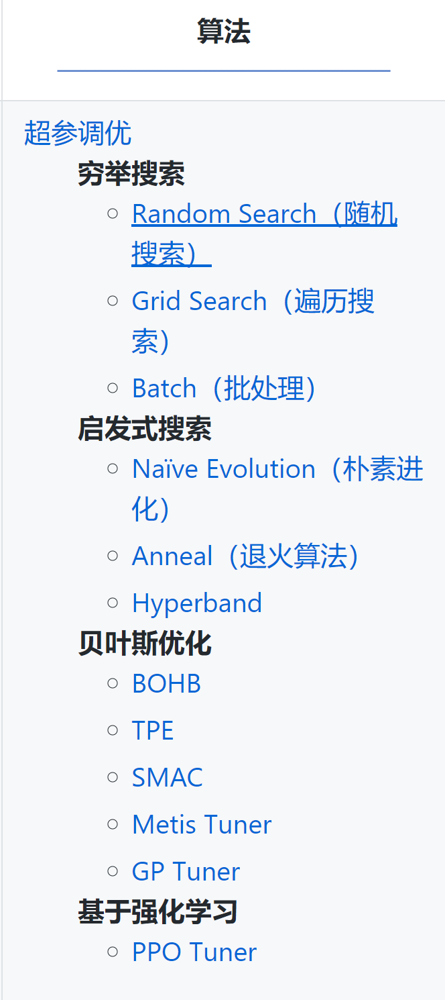 算法
超参调优
穷举搜索
Random Search（随机
搜索）
Grid Search（遍历搜
索）
Batch（批处理）
启发式搜索
Naïve Evolution（朴素进
化）
Anneal（退火算法）
Hyperband
贝叶斯优化
BOHB
TPE
SMAC
Metis Tuner
GP Tuner
基于强化学习
PPO Tuner